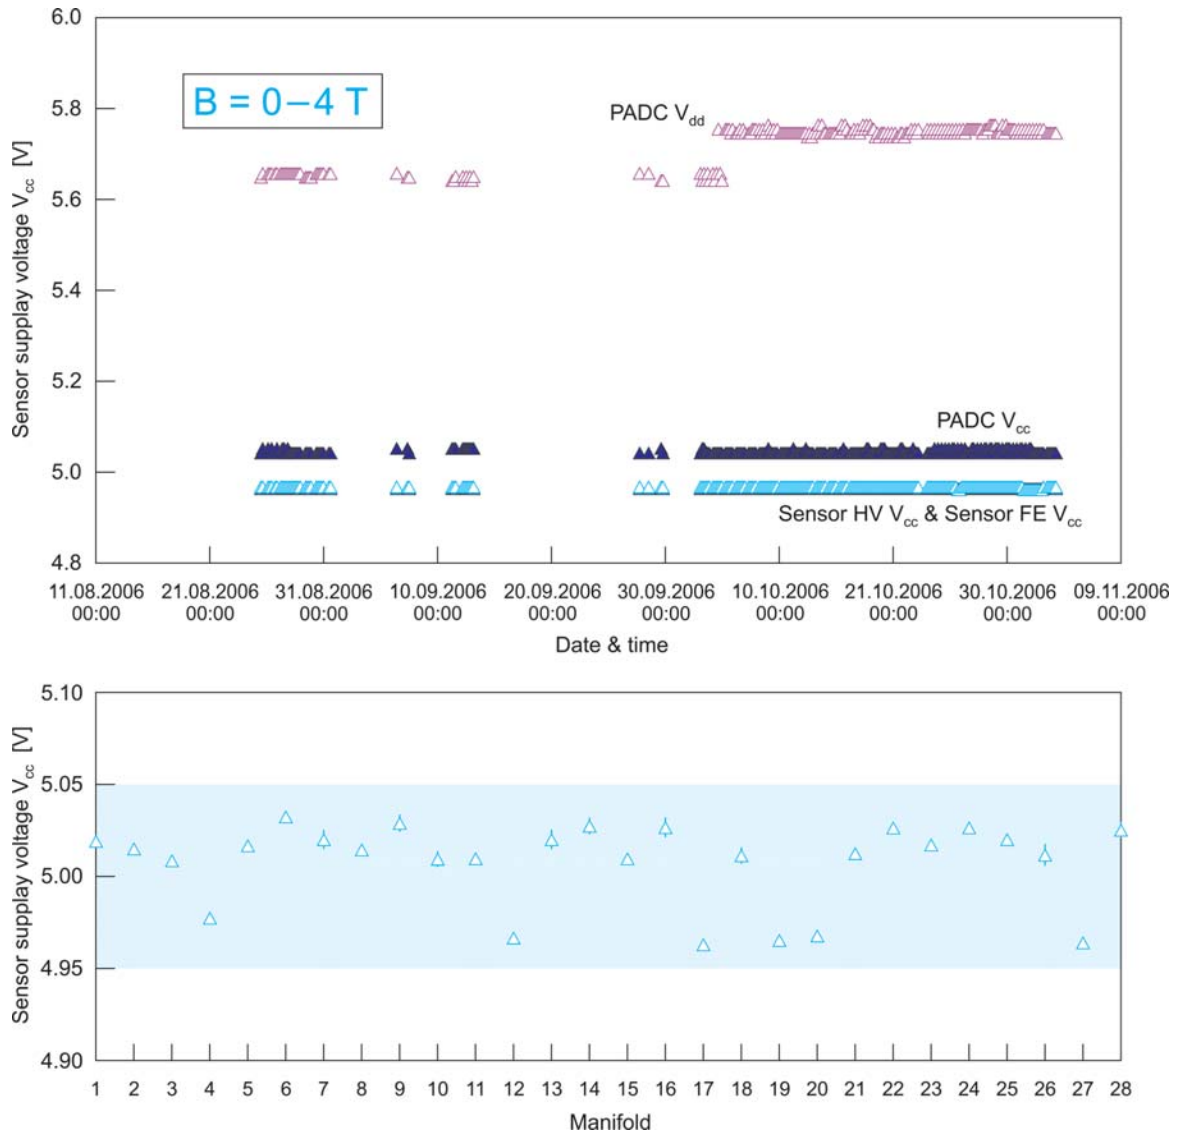 6.0
B = 0–4 T
5.8
PADC Vdd
5.6
Sensor supplay voltage Vcc [V]
5.4
5.2
PADC Vcc
5.0
Sensor HV Vcc & Sensor FE Vcc
4.8
11.08.2006 21.08.2006 31.08.2006 10.09.2006 20.09.2006 30.09.2006 10.10.2006 21.10.2006 30.10.2006 09.11.2006
00:00 00:00 00:00 00:00 00:00 00:00 00:00 00:00 00:00 00:00
Date & time
5.10
5.05
Sensor supplay voltage Vcc [V]
5.00
4.95
4.90
1 2 3 4 5 6 7 8 9 10 11 12 13 14 15 16 17 18 19 20 21 22 23 24 25 26 27 28
Manifold